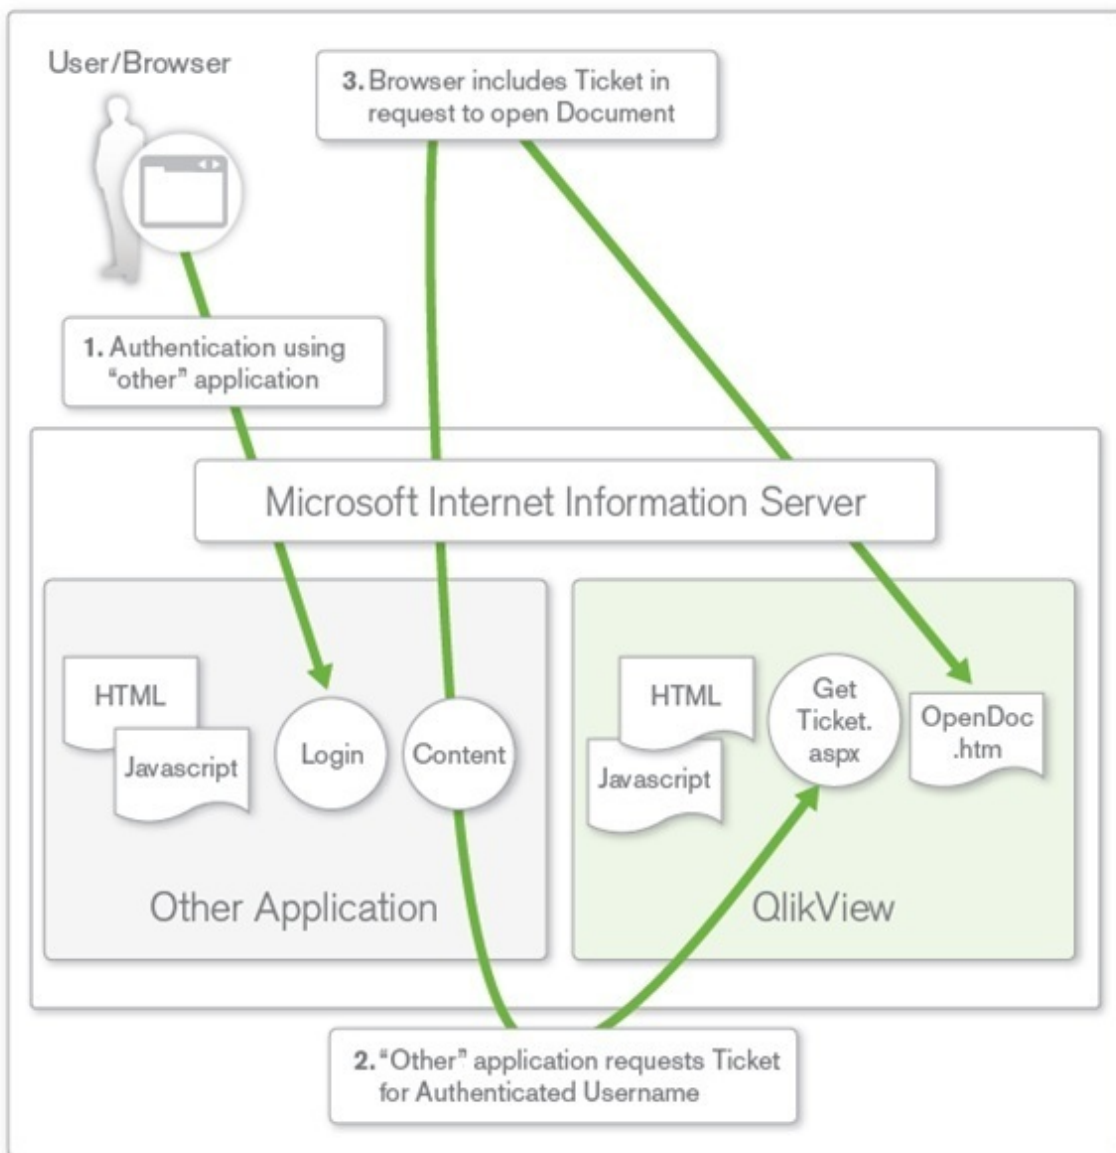 User/Browser
3. Browser includes Ticket in
request to open Document
1. Authentication using
“other” application
Microsoft Internet Information Server
HTML
Javascript
Login
Content
Other Application
HTML
Javascript
Get
Ticket.
aspx
OpenDoc
.htm
QlikView
2. “Other” application requests Ticket
for Authenticated Username